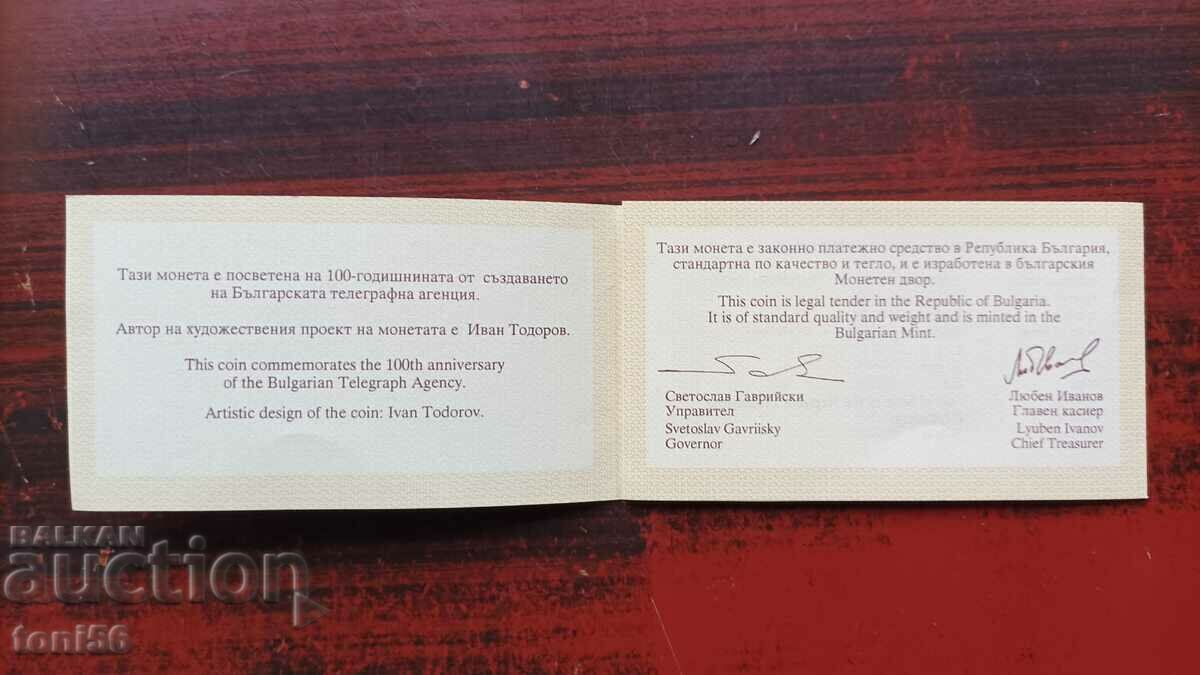 Тази монета е посветена на 100-годишнината от създаването
на Българската телеграфна агенция.
Автор на художествения проект на монетата е Иван Тодоров.
This coin commemorates the 100th anniversary
of the Bulgarian Telegraph Agency.
Artistic design of the coin: Ivan Todorov.
Тази монета е законно платежно средство в Република България,
стандартна по качество и тегло, и е изработена в българския
Монетен двор.
This coin is legal tender in the Republic of Bulgaria.
It is of standard quality and weight and is minted in the
Bulgarian Mint.
Светослав Гаврийски
Управител
Svetoslav Gavriisky
Governor
Любен Иванов
Главен касиер
Lyuben Ivanov
Chief Treasurer
BALKAN
auction
toni56